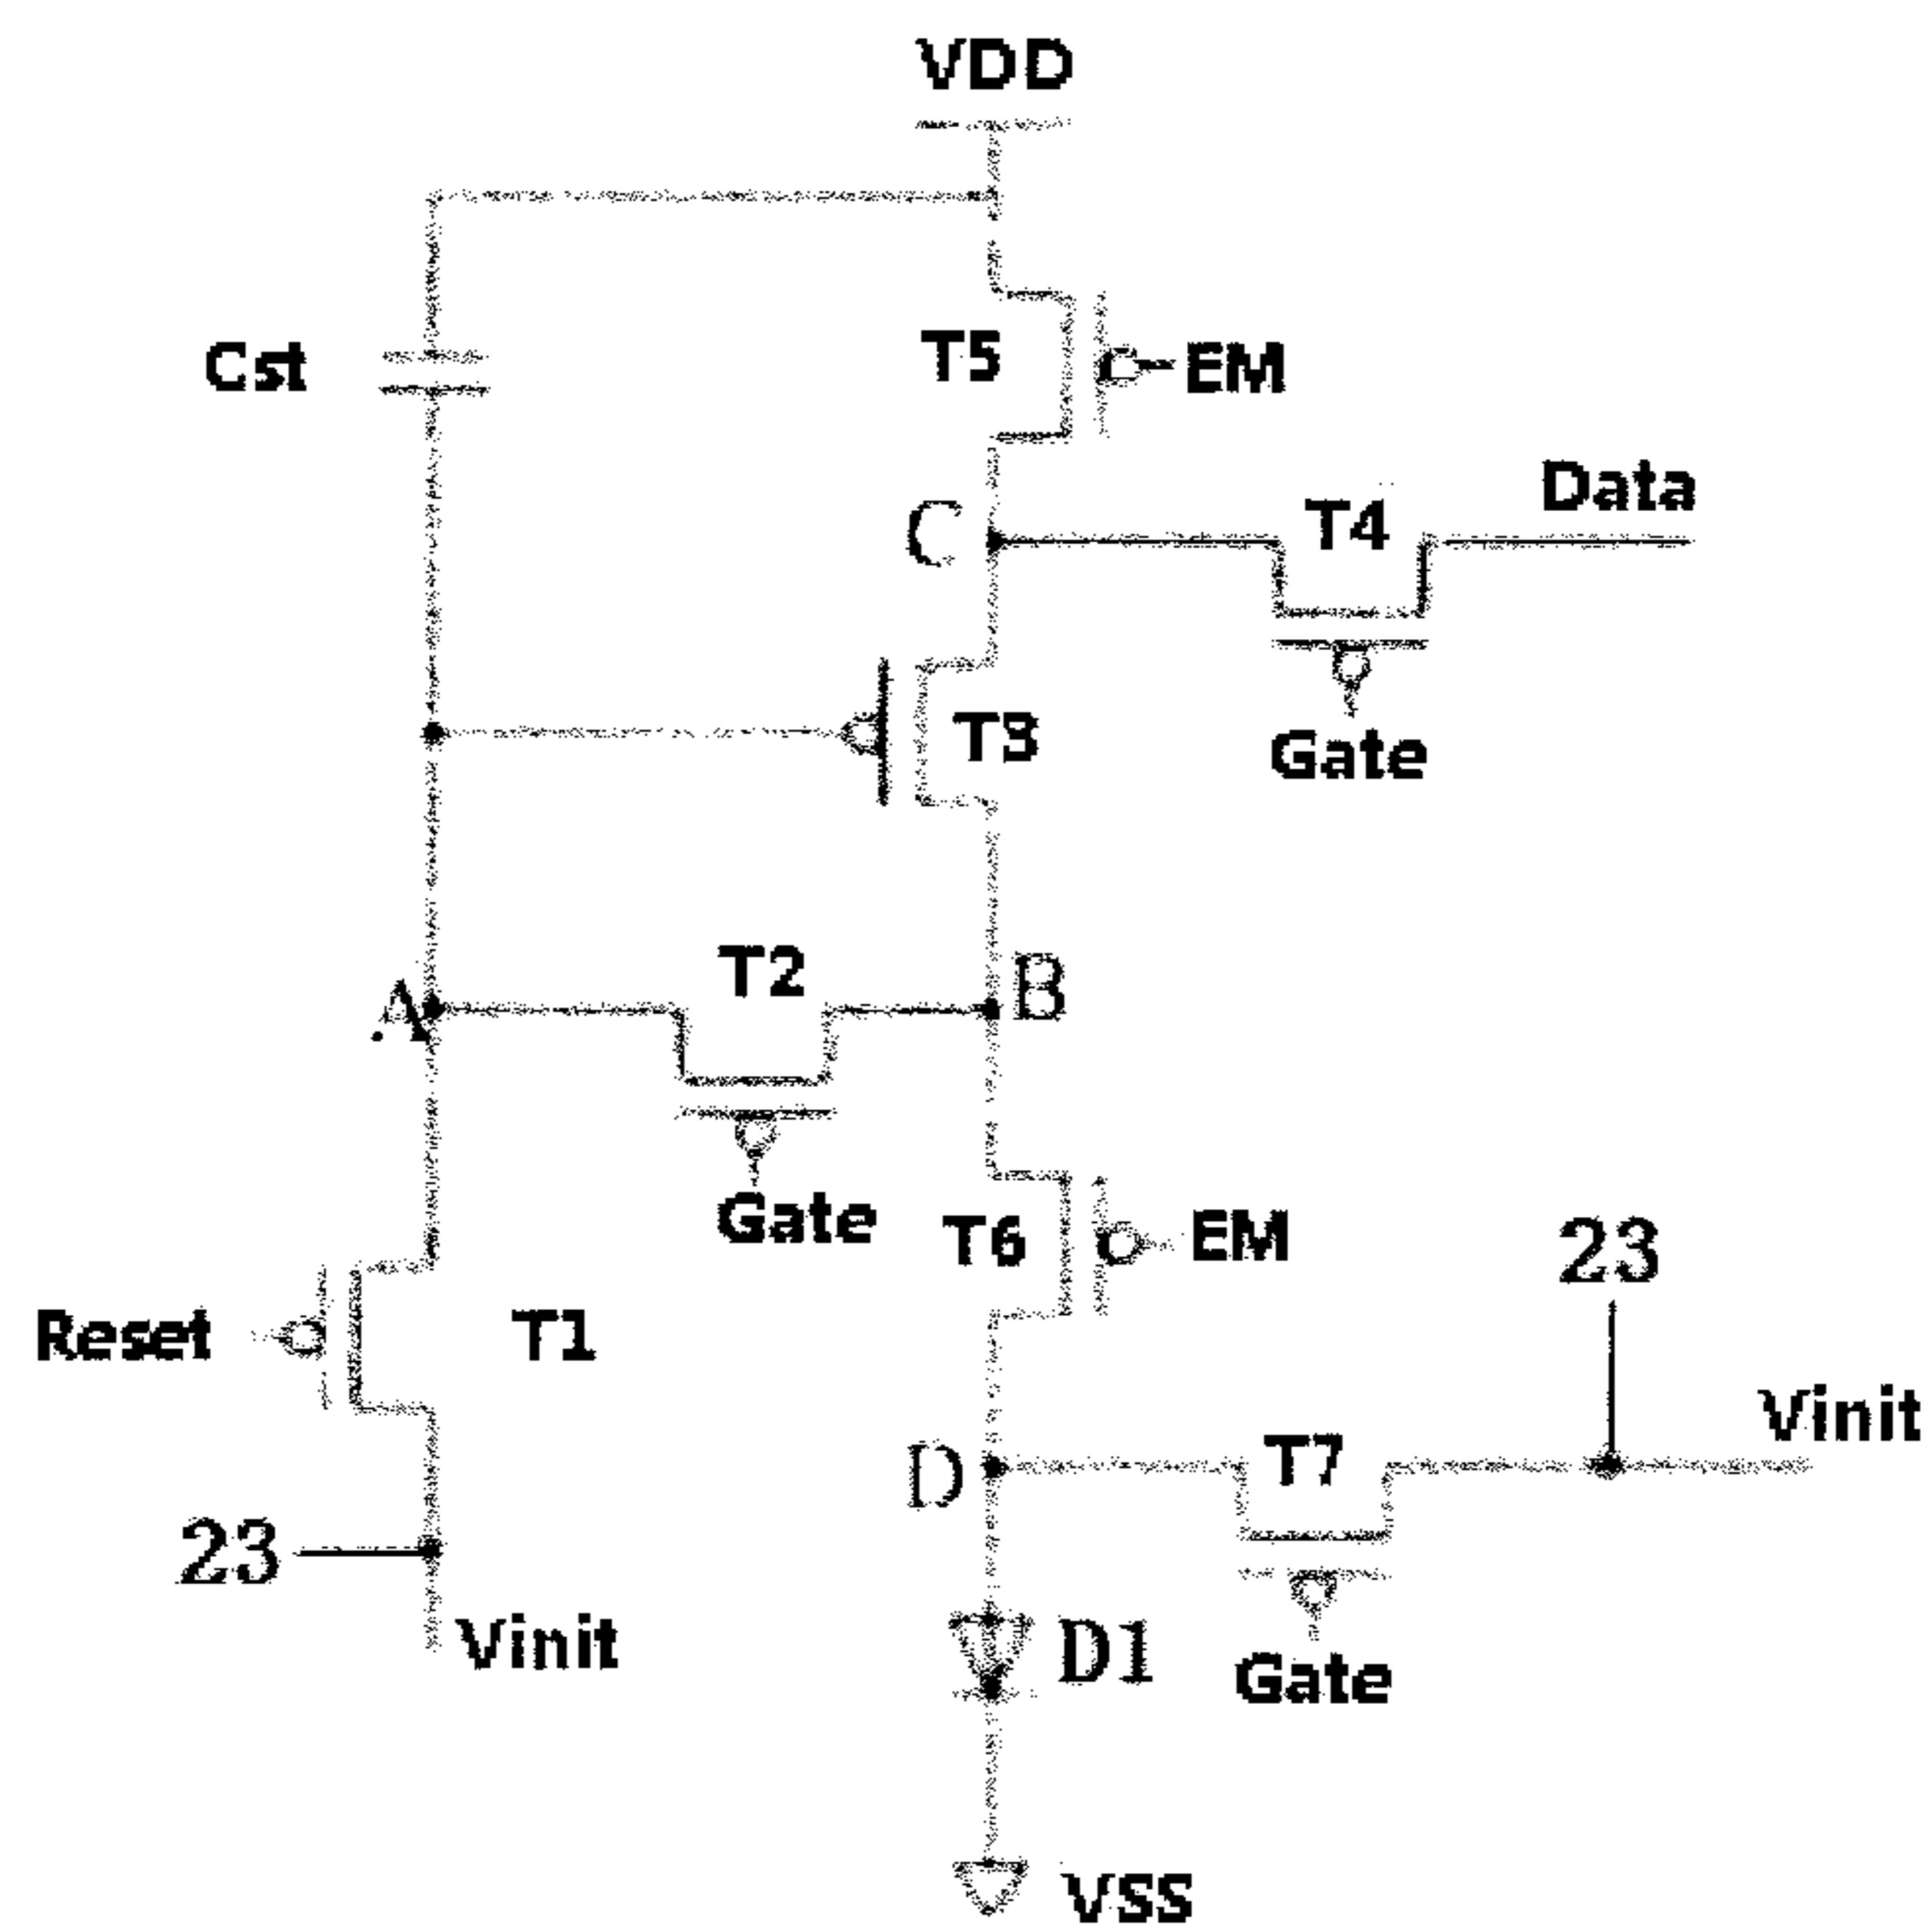 VDD
Cst
T5
EM
Data
C
T4
T3
Gate
T2
A
B
Gate
T6
EM
23
Reset
T1
Vinit
D
T7
23
Vinit
D1
Gate
VSS